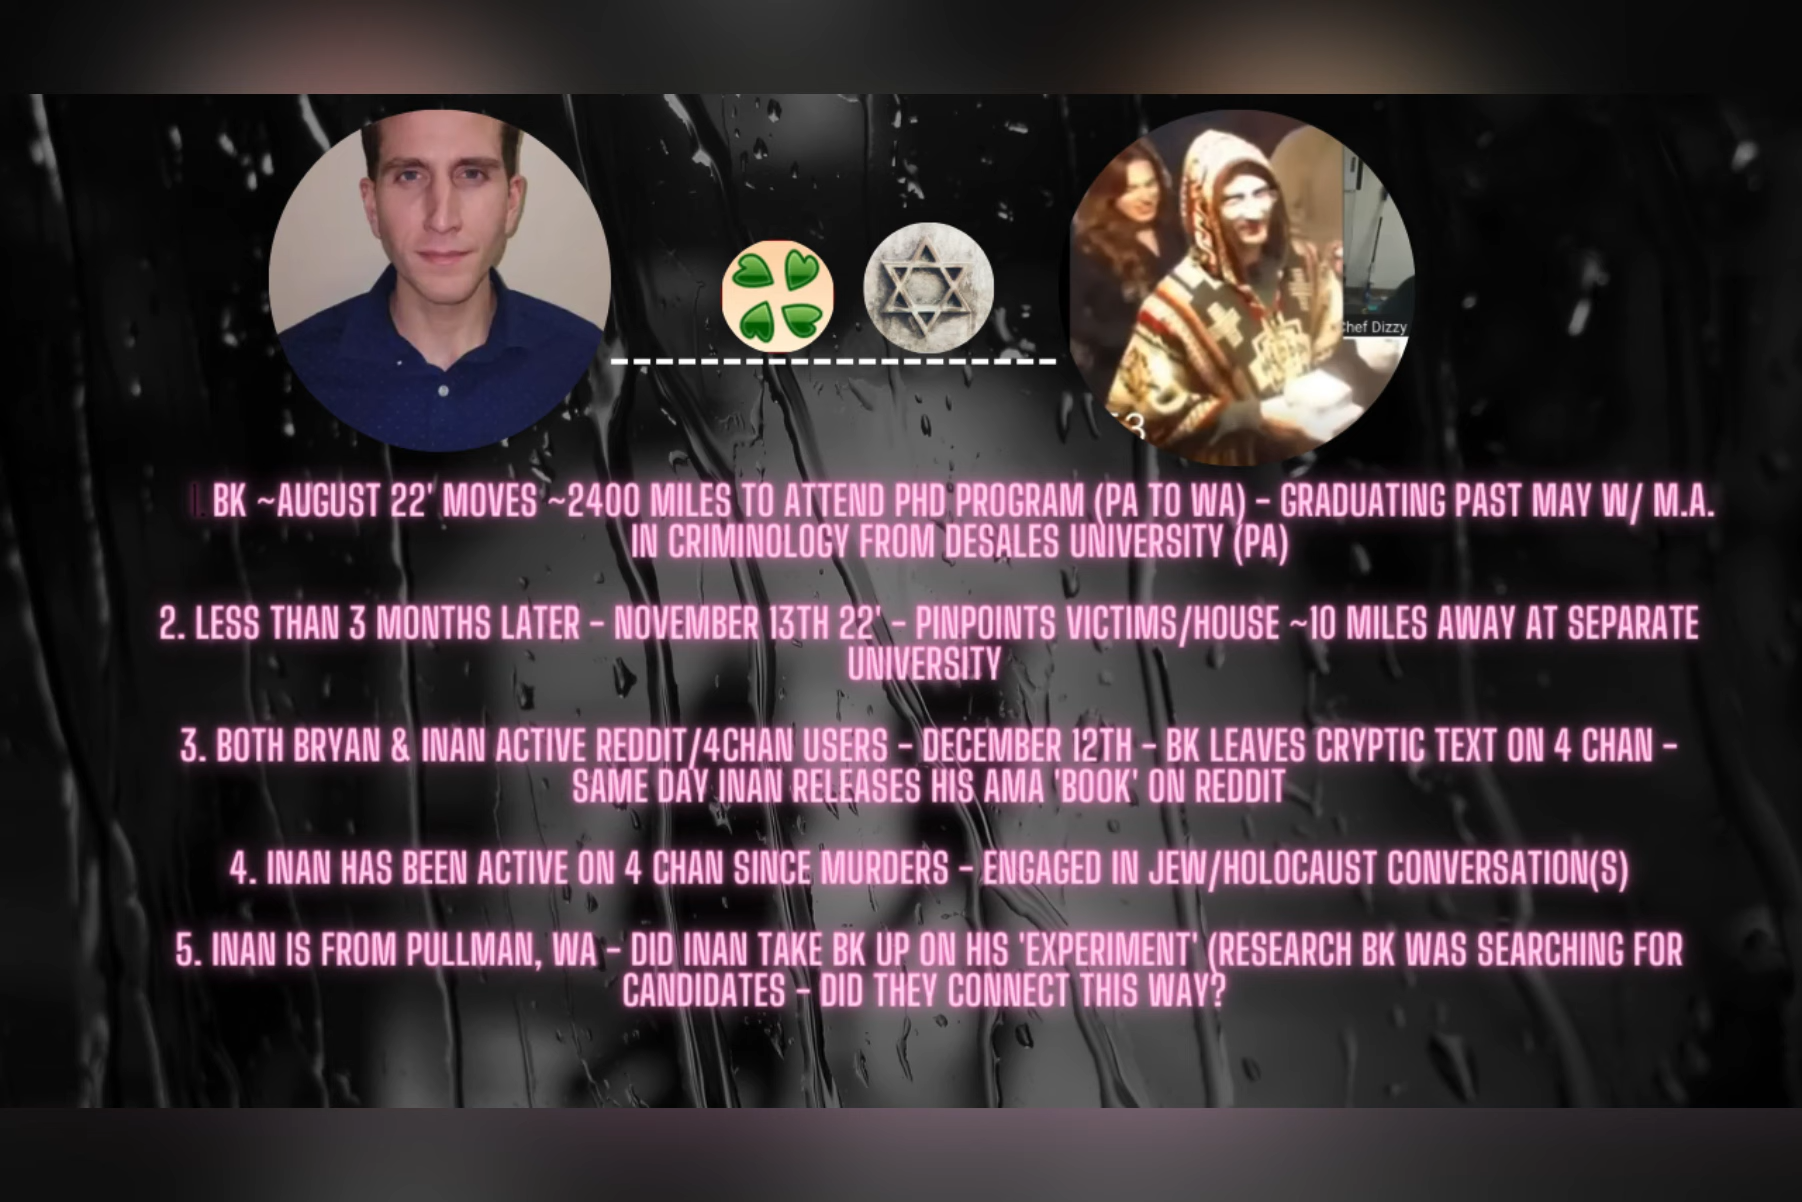 Chef Dizzy
3
1. BK ~AUGUST 22' MOVES ~2400 MILES TO ATTEND PHD PROGRAM (PA TO WA) - GRADUATING PAST MAY W/ M.A.
IN CRIMINOLOGY FROM DESALES UNIVERSITY (PA)
2. LESS THAN 3 MONTHS LATER - NOVEMBER 13TH 22' - PINPOINTS VICTIMS/HOUSE ~10 MILES AWAY AT SEPARATE
UNIVERSITY
3. BOTH BRYAN & INAN ACTIVE REDDIT/4CHAN USERS - DECEMBER 12TH - BK LEAVES CRYPTIC TEXT ON 4 CHAN -
SAME DAY INAN RELEASES HIS AMA 'BOOK' ON REDDIT
4. INAN HAS BEEN ACTIVE ON 4 CHAN SINCE MURDERS - ENGAGED IN JEW/HOLOCAUST CONVERSATION(S)
5. INAN IS FROM PULLMAN, WA - DID INAN TAKE BK UP ON HIS 'EXPERIMENT' (RESEARCH BK WAS SEARCHING FOR
CANDIDATES - DID THEY CONNECT THIS WAY?